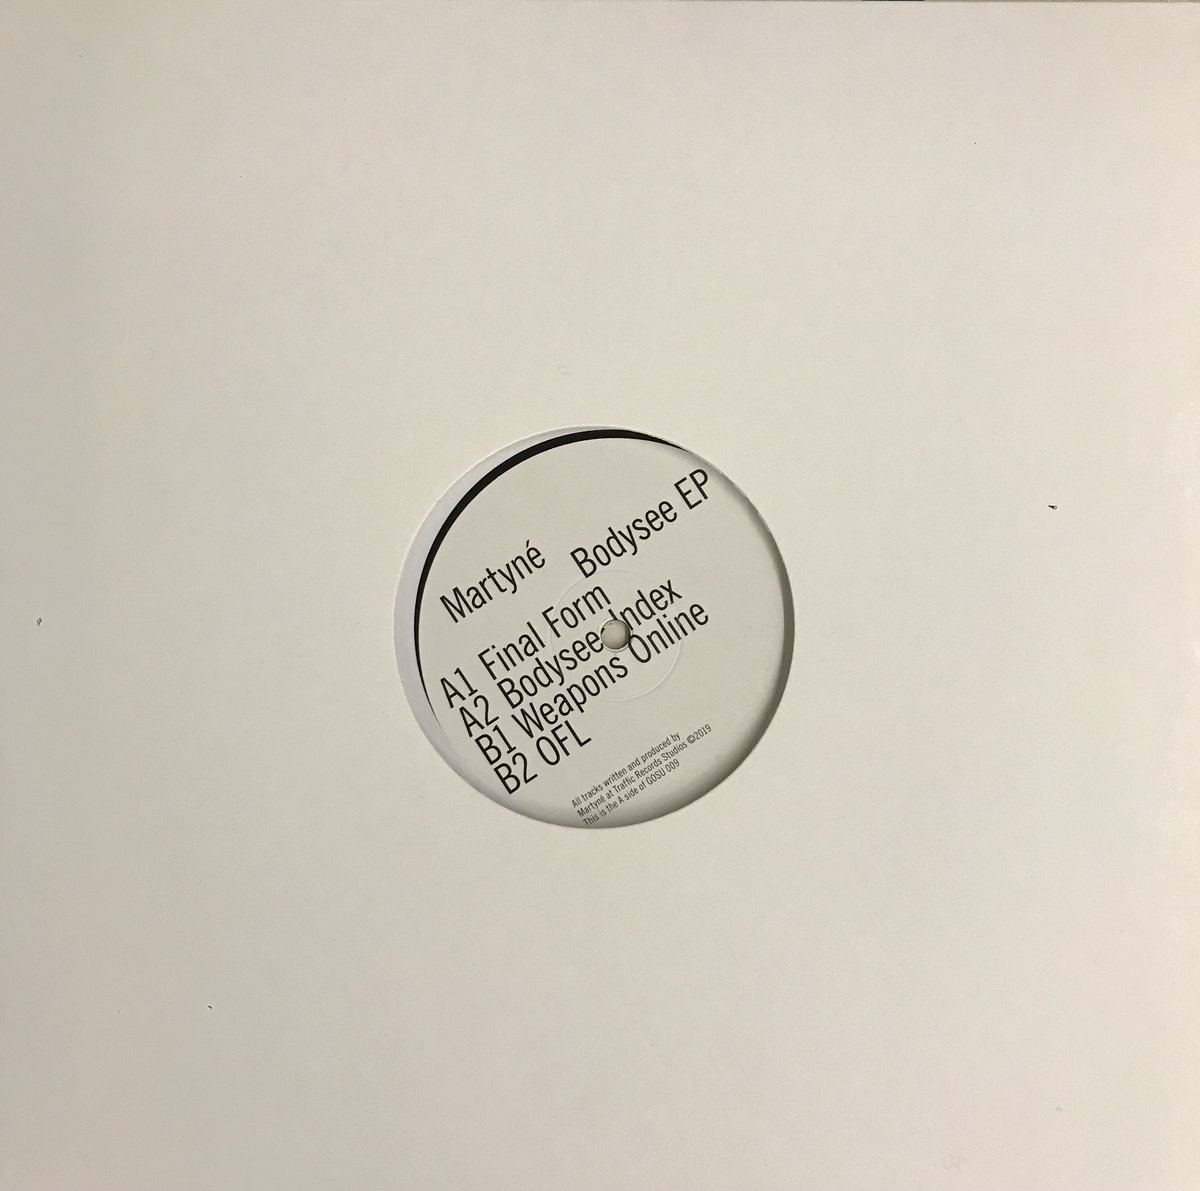 Martyné Bodysee EP
A1 Final Form
A2 Bodysee Index
B1 Weapons Online
B2 OFL
All tracks written and produced by
Martyné at Traffic Records Studios ©2019
This is the A side of GOSU 009